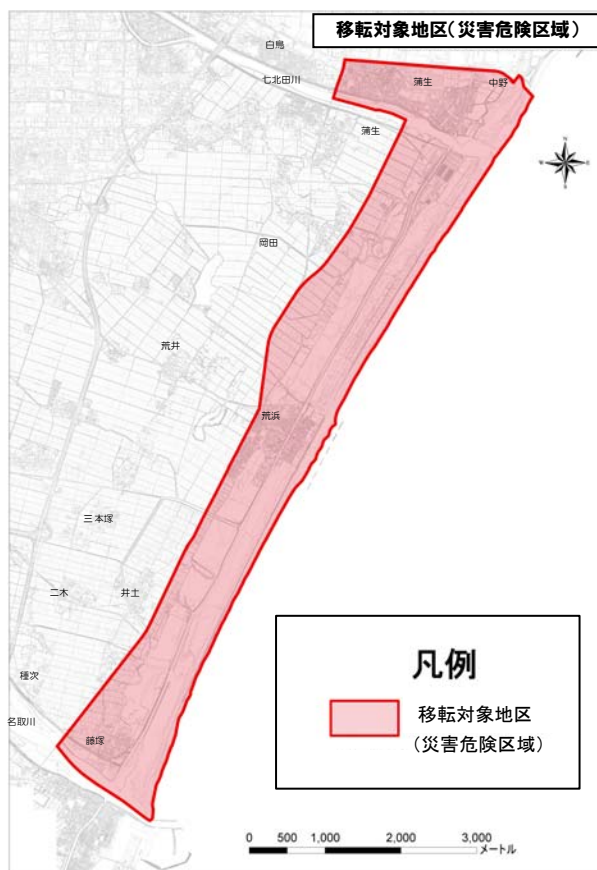 移転対象地区(災害危険区域)
白鳥
七北田川
蒲生
中野
蒲生
N
W
E
S
岡田
荒井
荒浜
三本塚
二木
井土
種次
名取川
藤塚
凡例
移転対象地区
(災害危険区域)
0 500 1,000 2,000 3,000
メートル